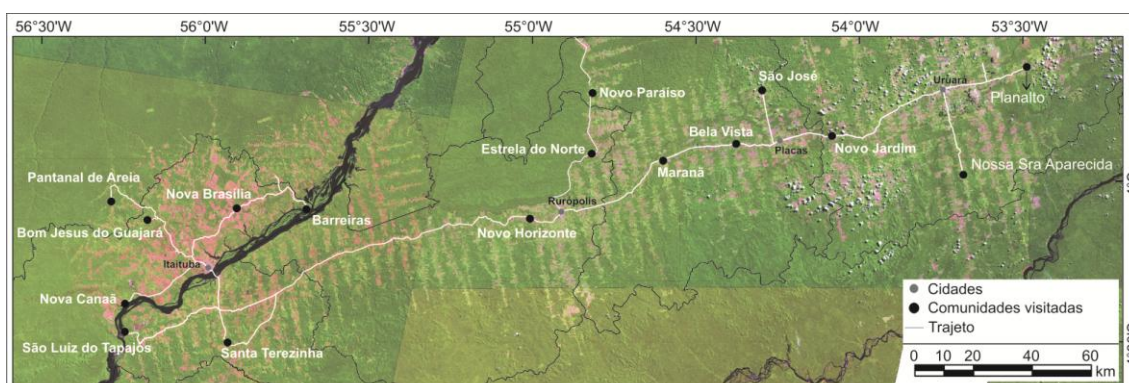 56°30'W 56°0'W 55°30'W 55°00'W 54°30'W 54°00'W 53°30'W
São José
Uruará
Planalto
Novo Paraíso
Bela Vista
Placas
Novo Jardim
Estrela do Norte
Maranã
Nossa Sra Aparecida
Pantanal de Areia
Nova Brasília
Barreiras
Bom Jesus do Guajará
Rurópolis
Novo Horizonte
Itaituba
Nova Canaã
São Luiz do Tapajós
Santa Terezinha
Cidades
Comunidades visitadas
Trajeto
0 10 20 40 60
km